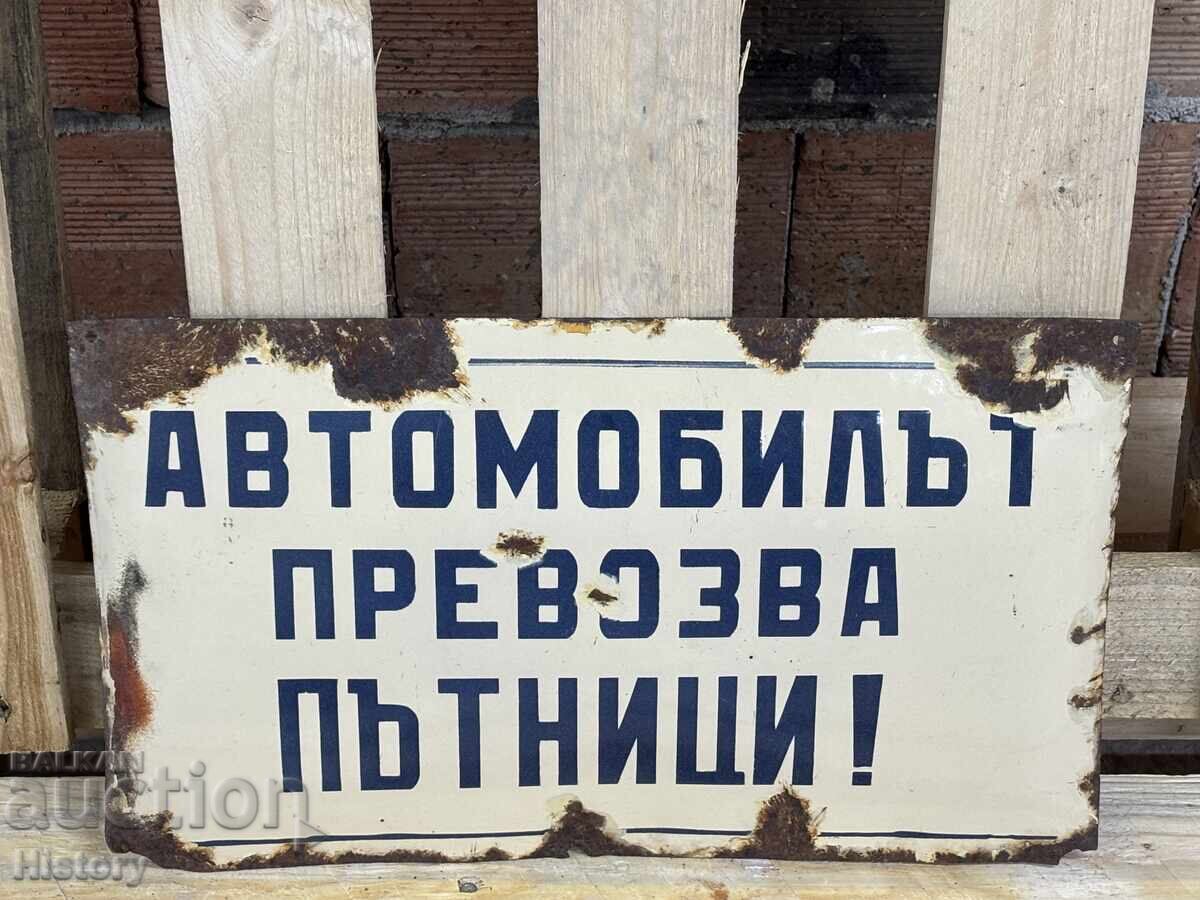 АВТОМОБИЛЪТ
ПРЕВОЗВА
ПЪТНИЦИ!
BALKAN
auction
History